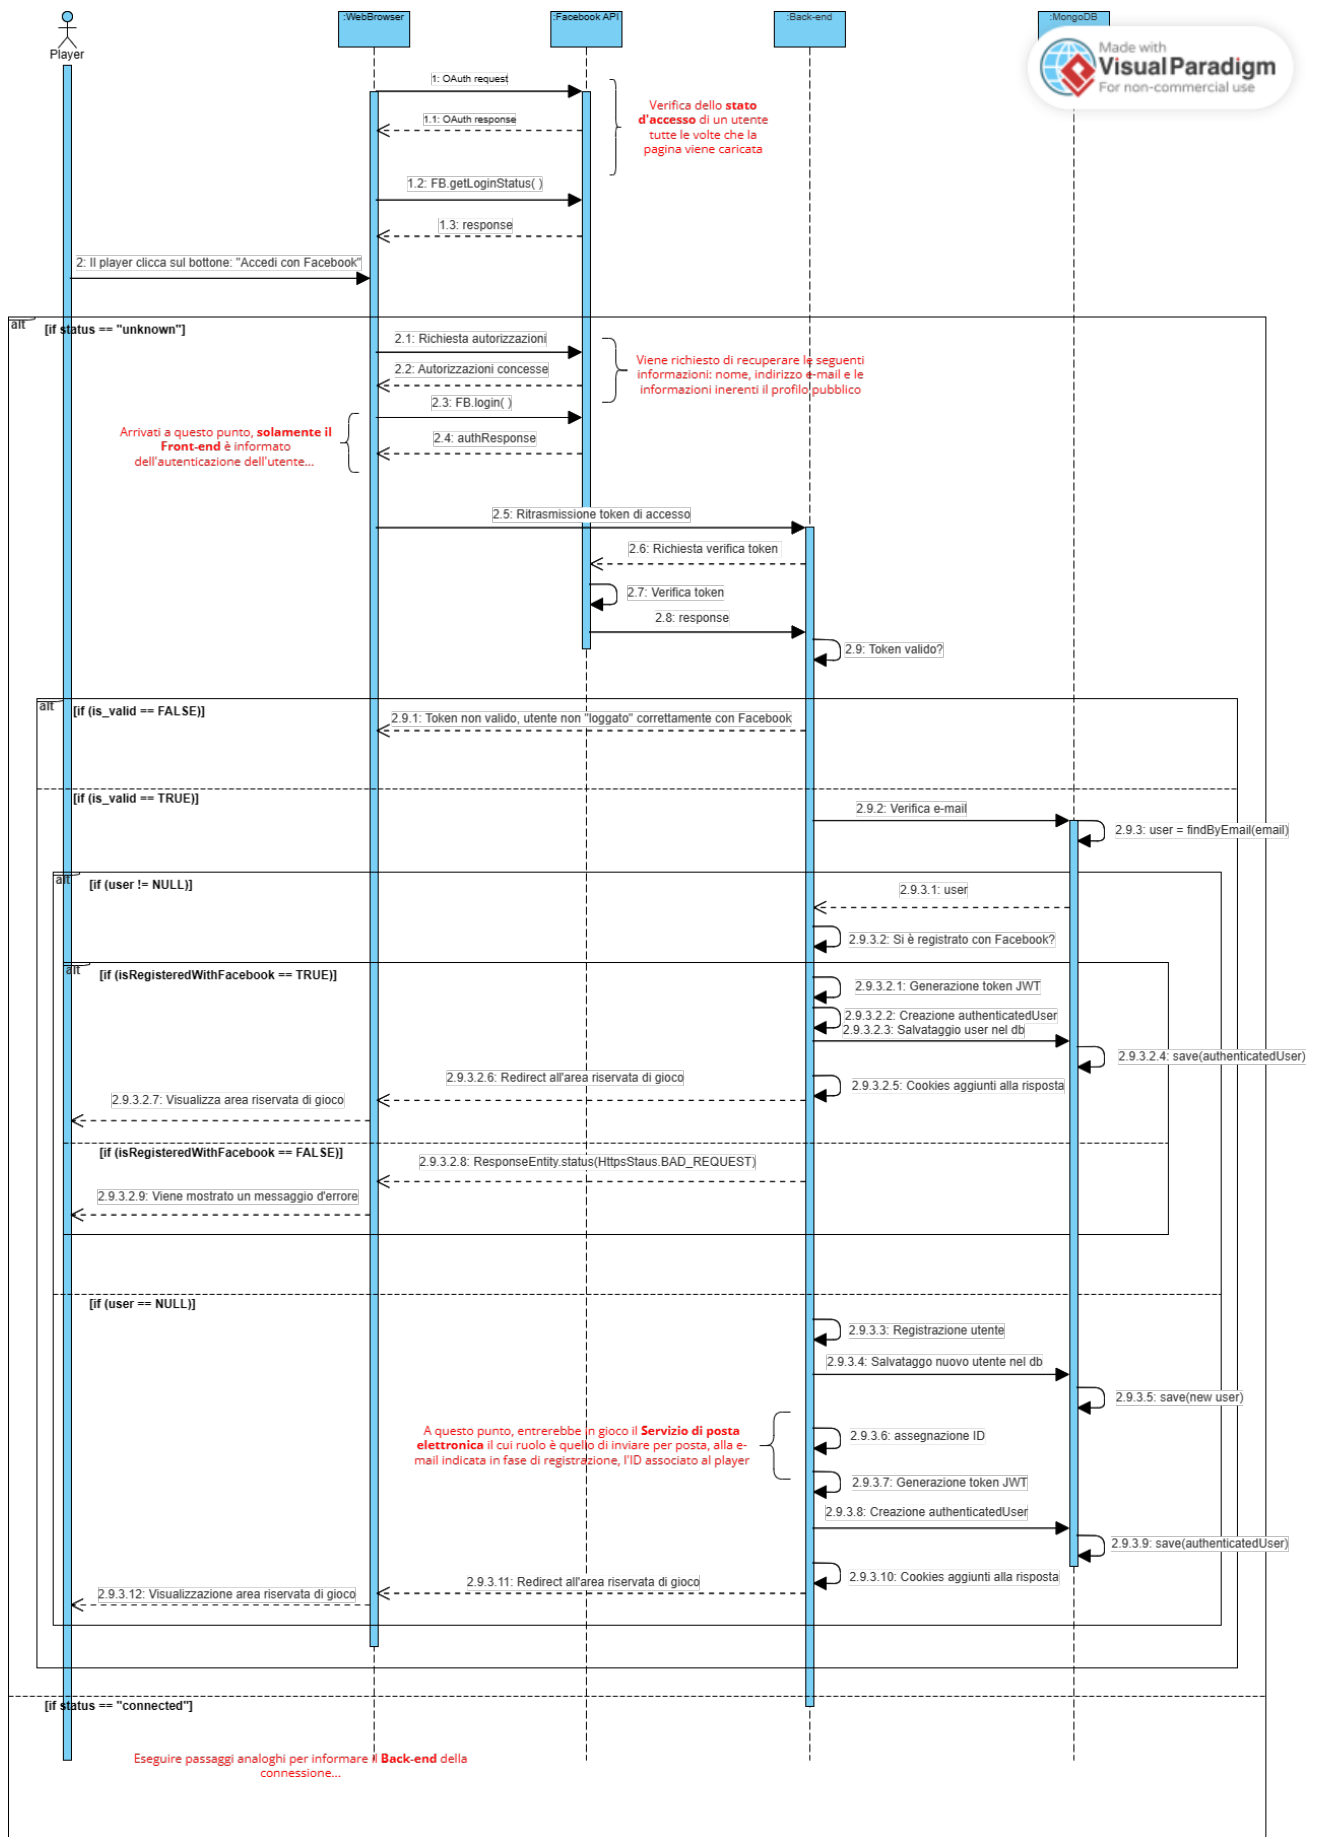 :WebBrowser
:Facebook API
:Back-end
:MongoDB
Player
Made with
Visual Paradigm
For non-commercial use
1: OAuth request
Verifica dello stato
d'accesso di un utente
tutte le volte che la
pagina viene caricata
1.1: OAuth response
1.2: FB.getLoginStatus( )
1.3: response
2: Il player clicca sul bottone: "Accedi con Facebook"
alt
[if status == "unknown"]
2.1: Richiesta autorizzazioni
Viene richiesto di recuperare le seguenti
informazioni: nome, indirizzo e-mail e le
informazioni inerenti il profilo pubblico
2.2: Autorizzazioni concesse
2.3: FB.login( )
Arrivati a questo punto, solamente il
Front-end è informato
dell'autenticazione dell'utente...
2.4: authResponse
2.5: Ritrasmissione token di accesso
2.6: Richiesta verifica token
2.7: Verifica token
2.8: response
2.9: Token valido?
alt
[if (is_valid == FALSE)]
2.9.1: Token non valido, utente non "loggato" correttamente con Facebook
[if (is_valid == TRUE)]
2.9.2: Verifica e-mail
2.9.3: user = findByEmail(email)
alt
[if (user != NULL)]
2.9.3.1: user
2.9.3.2: Si è registrato con Facebook?
alt
[if (isRegisteredWithFacebook == TRUE)]
2.9.3.2.1: Generazione token JWT
2.9.3.2.2: Creazione authenticatedUser
2.9.3.2.3: Salvataggio user nel db
2.9.3.2.4: save(authenticatedUser)
2.9.3.2.6: Redirect all'area riservata di gioco
2.9.3.2.5: Cookies aggiunti alla risposta
2.9.3.2.7: Visualizza area riservata di gioco
[if (isRegisteredWithFacebook == FALSE)]
2.9.3.2.8: ResponseEntity.status(HttpsStaus.BAD_REQUEST)
2.9.3.2.9: Viene mostrato un messaggio d'errore
[if (user == NULL)]
2.9.3.3: Registrazione utente
2.9.3.4: Salvataggo nuovo utente nel db
2.9.3.5: save(new user)
A questo punto, entrerebbe in gioco il Servizio di posta
elettronica il cui ruolo è quello di inviare per posta, alla e-
mail indicata in fase di registrazione, l'ID associato al player
2.9.3.6: assegnazione ID
2.9.3.7: Generazione token JWT
2.9.3.8: Creazione authenticatedUser
2.9.3.9: save(authenticatedUser)
2.9.3.10: Cookies aggiunti alla risposta
2.9.3.11: Redirect all'area riservata di gioco
2.9.3.12: Visualizzazione area riservata di gioco
[if status == "connected"]
Eseguire passaggi analoghi per informare il Back-end della
connessione...